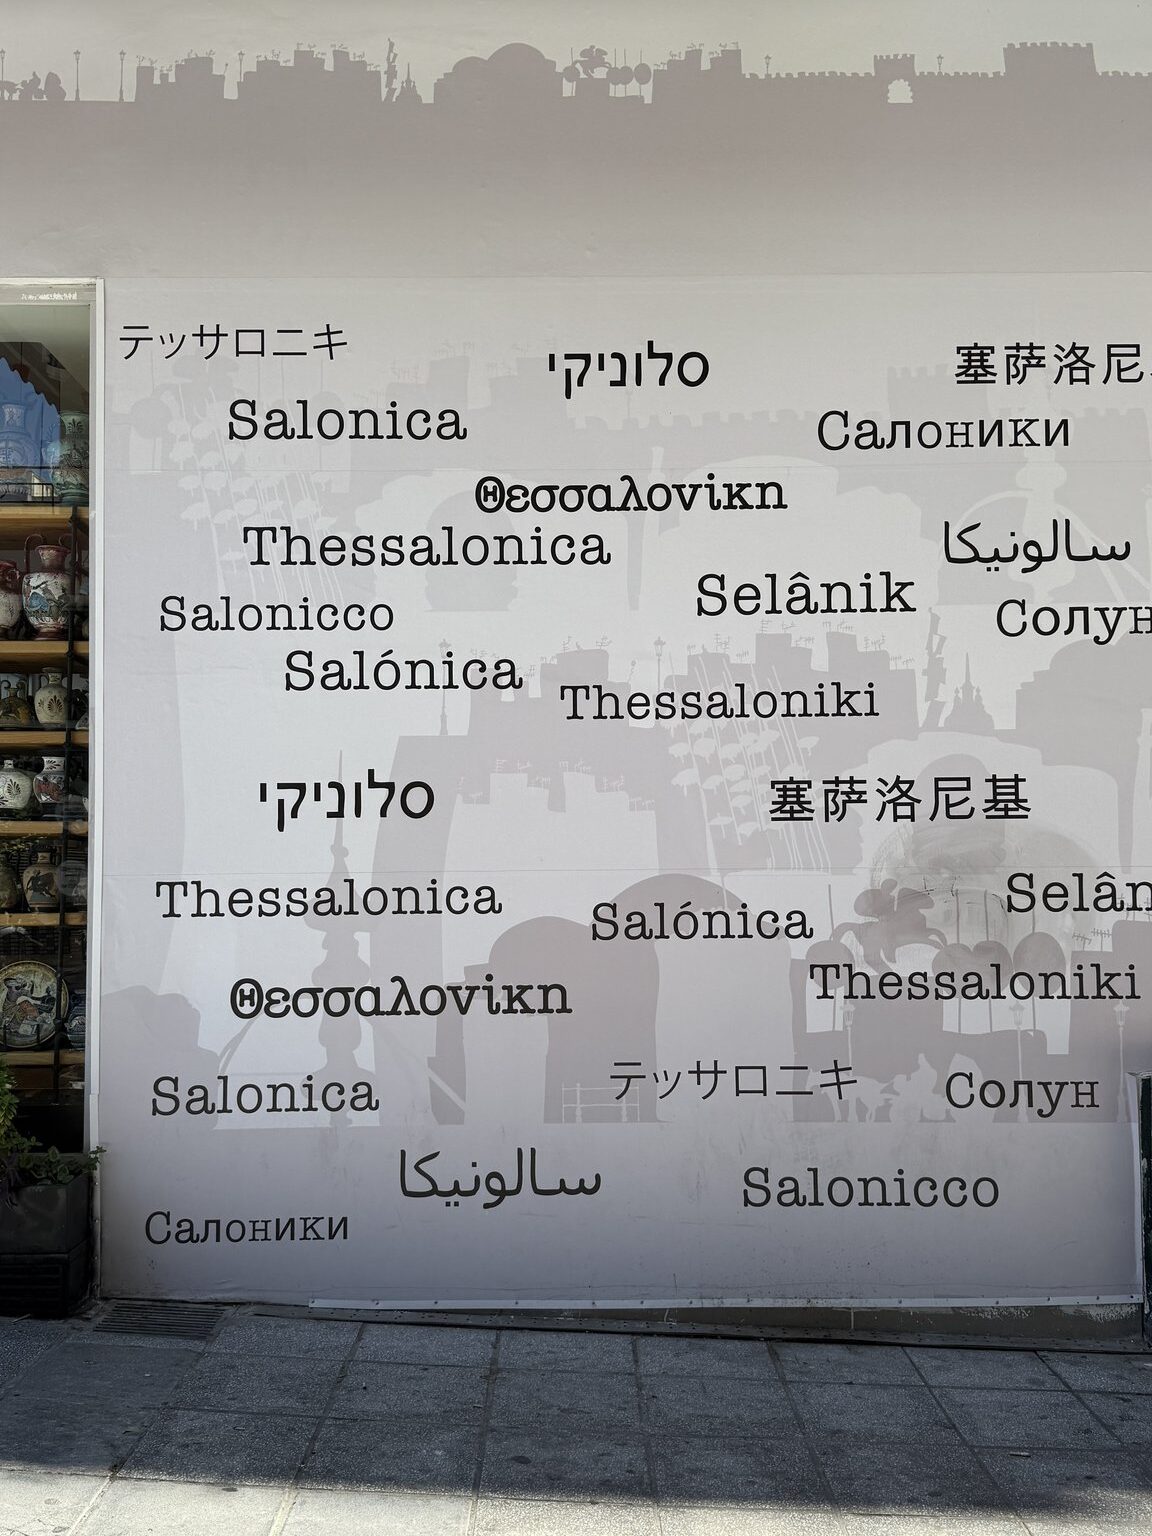 テッサロニキ
סלוניקי
塞萨洛尼
Salonica
Салоники
Θεσσαλονίκη
Thessalonica
سالونيكا
Selânik
Salonicco
Солун
Salónica
Thessaloniki
סלוניקי
塞萨洛尼基
Thessalonica
Selân
Salónica
Thessaloniki
Θεσσαλονίκη
テッサロニキ
Salonica
Солун
سالونيكا
Salonicco
Салоники